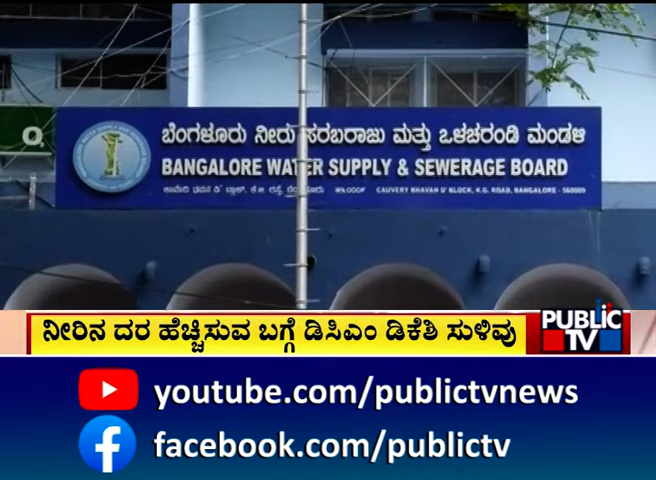 ಬೆಂಗಳೂರು ನೀರು ಸರಬರಾಜು ಮತ್ತು ಒಳಚರಂಡಿ ಮಂಡಳಿ
BANGALORE WATER SUPPLY & SEWERAGE BOARD
CAUVERY BHAVAN D' BLOCK, K.G. ROAD, BANGALORE - 560009
ನೀರಿನ ದರ ಹೆಚ್ಚಿಸುವ ಬಗ್ಗೆ ಡಿಸಿಎಂ ಡಿಕೆಶಿ ಸುಳಿವು
PUBLIC
TV
youtube.com/publictvnews
facebook.com/publictv